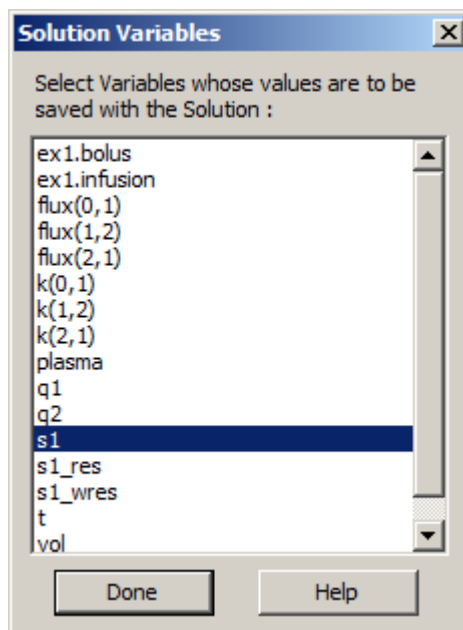 Solution Variables
Select Variables whose values are to be
saved with the Solution :
ex1.bolus
ex1.infusion
flux(0,1)
flux(1,2)
flux(2,1)
k(0,1)
k(1,2)
k(2,1)
plasma
q1
q2
s1
s1_res
s1_wres
t
vol
Done
Help